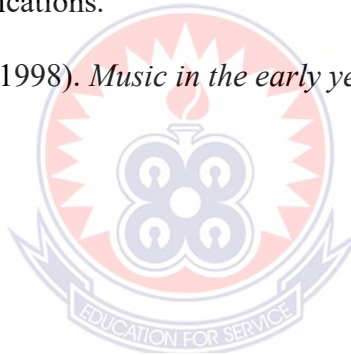 ications.
1998). Music in the early ye
EDUCATION FOR SERVICE